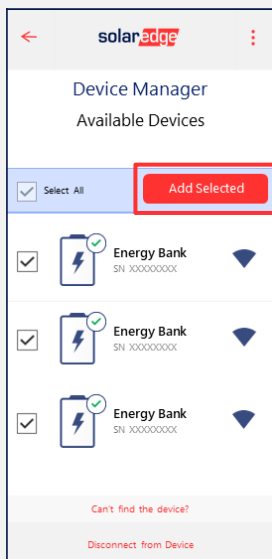 solaredge
Device Manager
Available Devices
Select All
Add Selected
Energy Bank
SN XXXXXXXX
Energy Bank
SN XXXXXXXX
Energy Bank
SN XXXXXXXX
Can't find the device?
Disconnect from Device